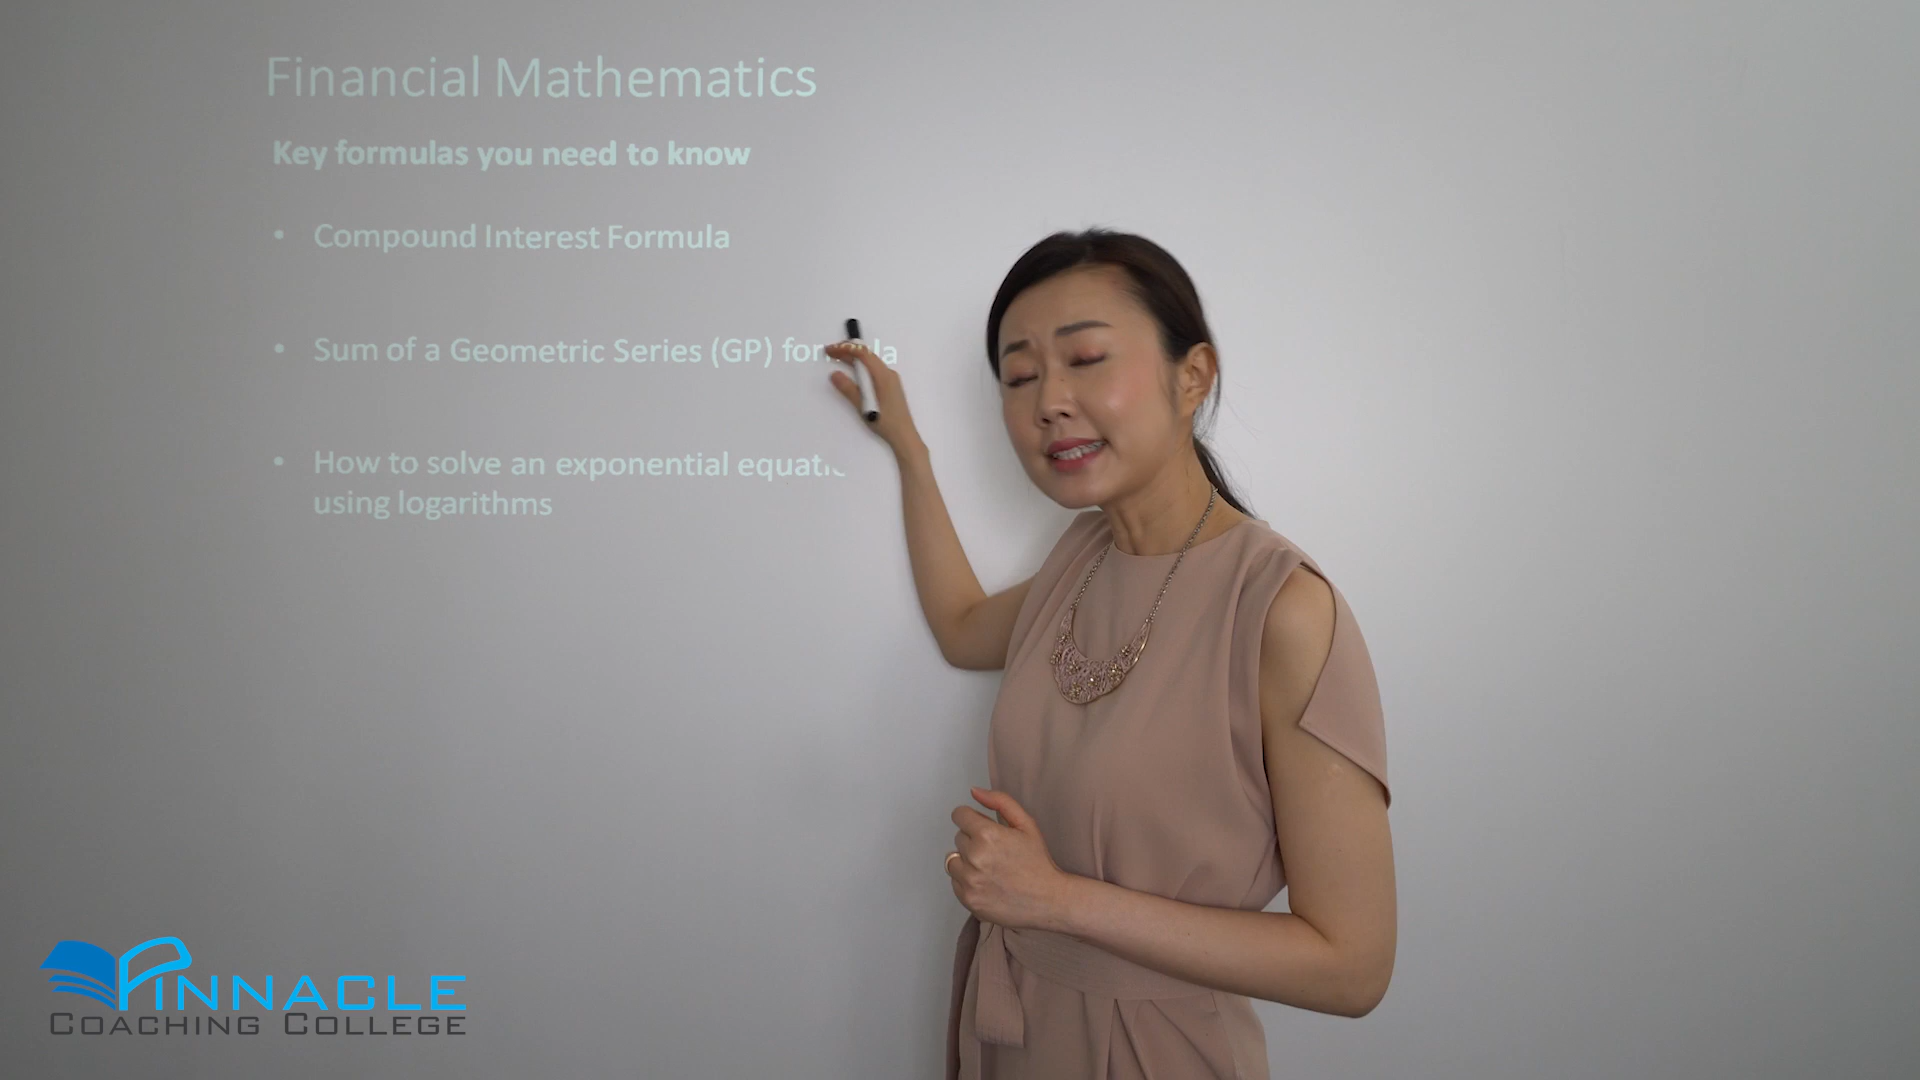 Financial Mathematics
Key formulas you need to know
• Compound Interest Formula
• Sum of a Geometric Series (GP)
• How to solve an exponential
using logarithms
PINNACLE
COACHING COLLEGE